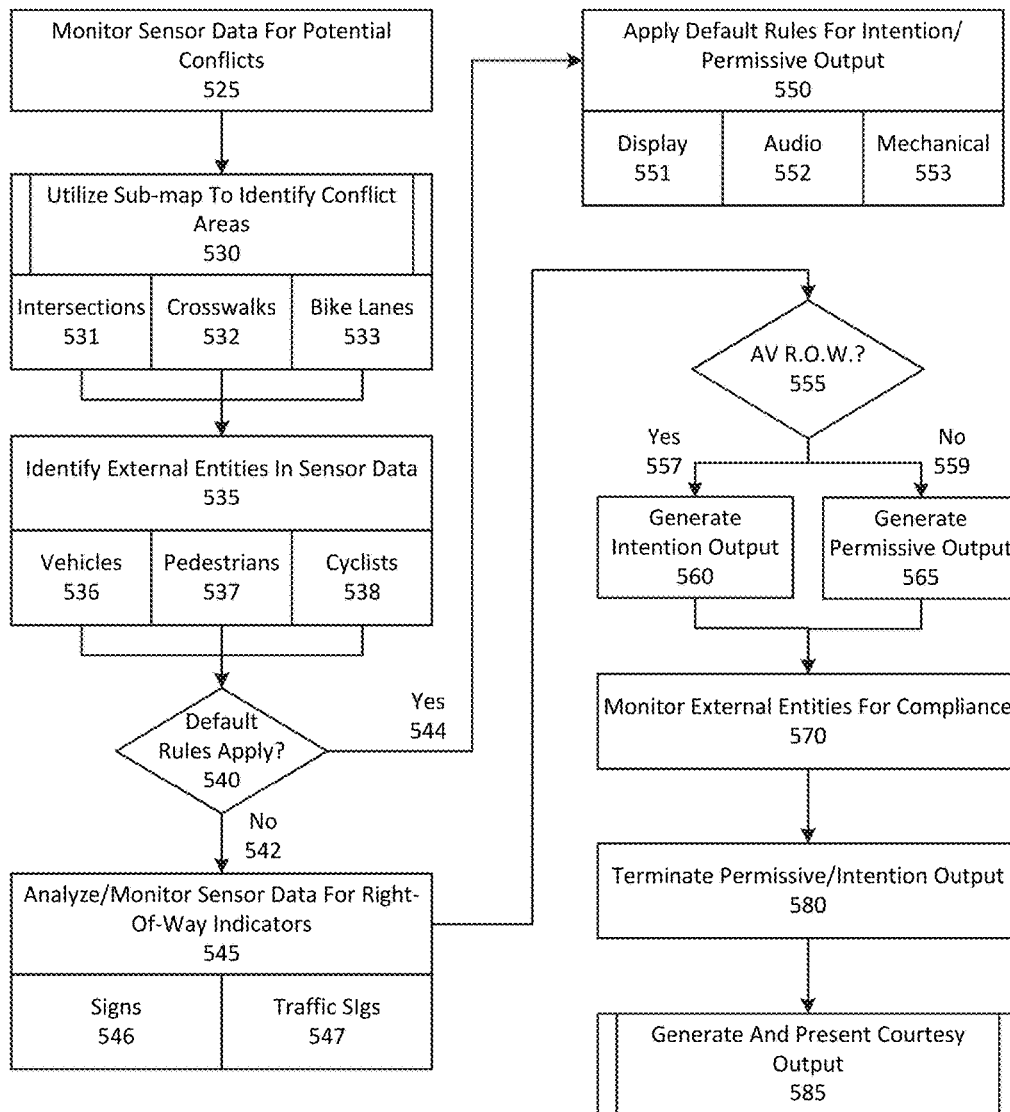 Monitor Sensor Data For Potential
Conflicts
525
Utilize Sub-map To Identify Conflict
Areas
530
Intersections
531
Crosswalks
532
Bike Lanes
533
Identify External Entities In Sensor Data
535
Vehicles
536
Pedestrians
537
Cyclists
538
Default
Rules Apply?
540
Yes
544
No
542
Analyze/Monitor Sensor Data For Right-
Of-Way Indicators
545
Signs
546
Traffic SIgs
547
Apply Default Rules For Intention/
Permissive Output
550
Display
551
Audio
552
Mechanical
553
AV R.O.W.?
555
Yes
557
No
559
Generate
Intention Output
560
Generate
Permissive Output
565
Monitor External Entities For Compliance
570
Terminate Permissive/Intention Output
580
Generate And Present Courtesy
Output
585